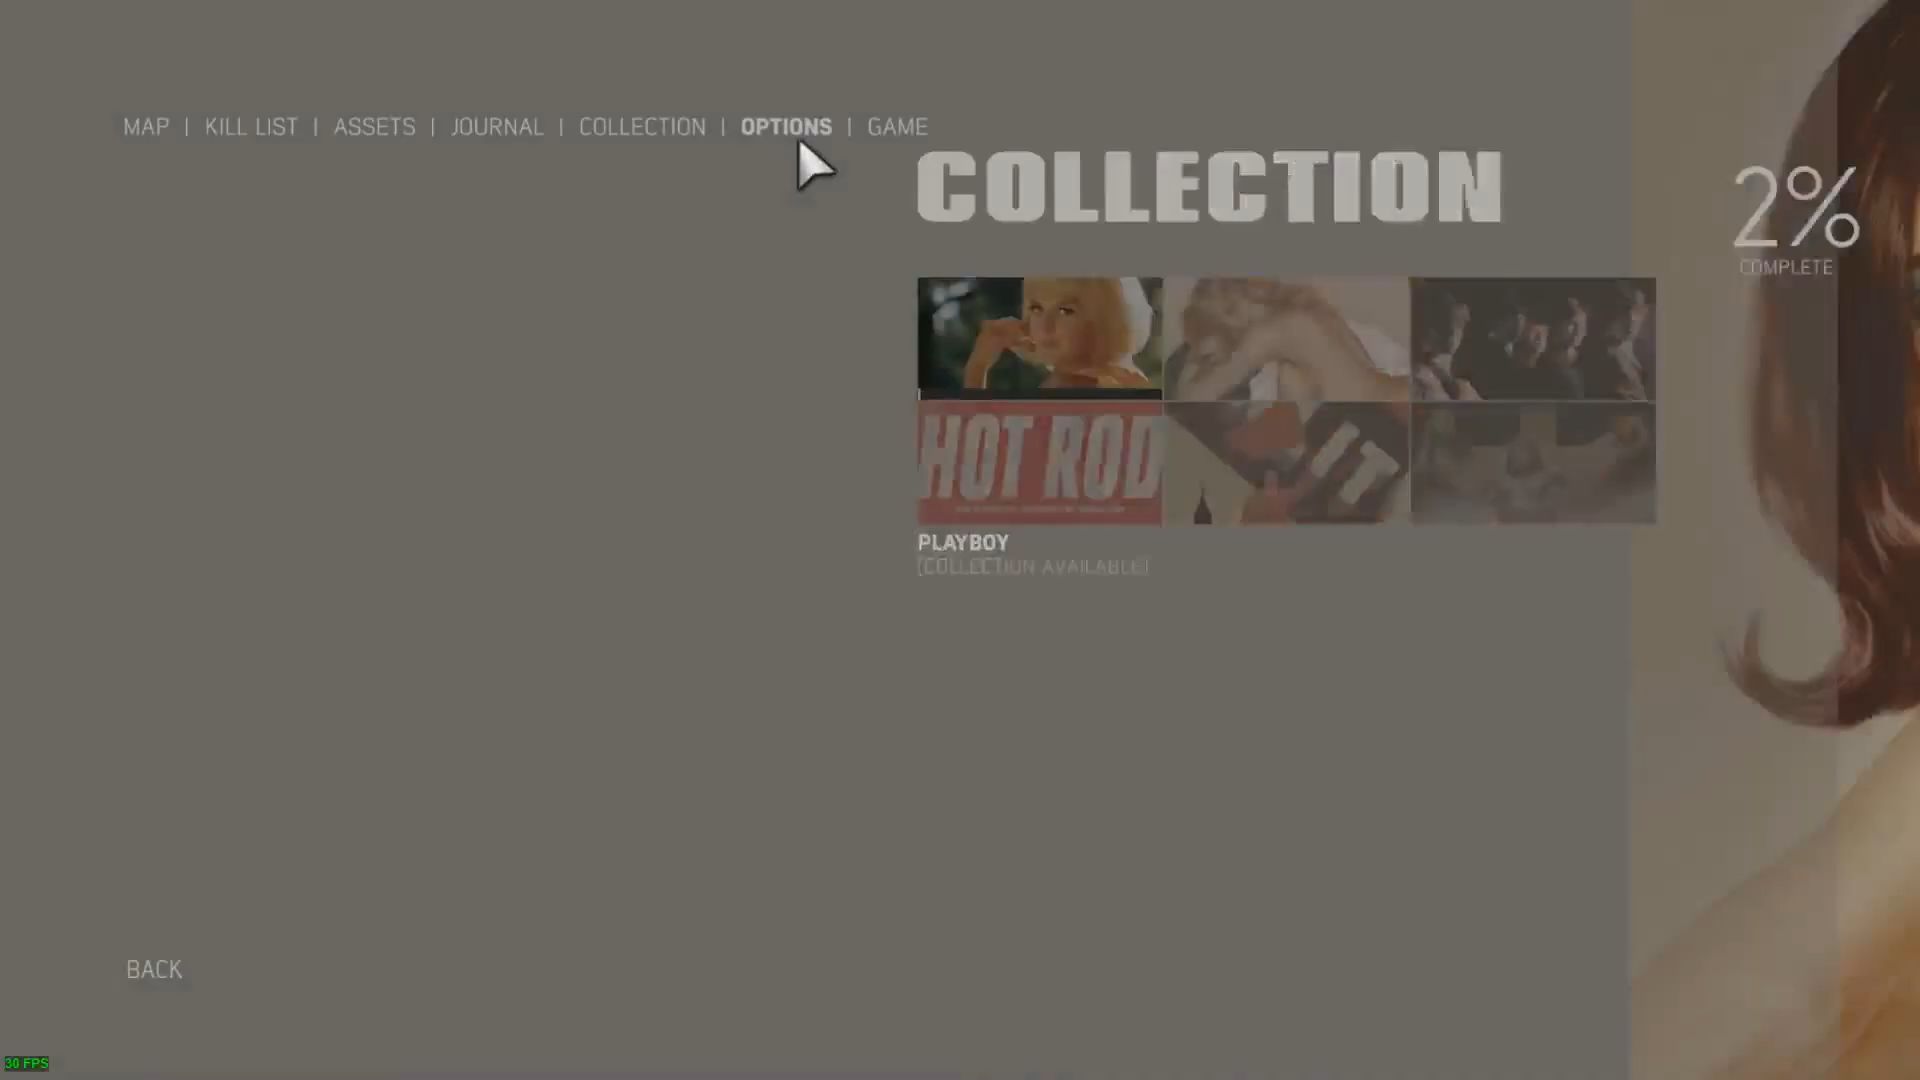 MAP | KILL LIST | ASSETS | JOURNAL | COLLECTION | OPTIONS | GAME
COLLECTION
2%
COMPLETE
HOT ROD
IT
PLAYBOY
[COLLECTION AVAILABLE]
BACK
30 FPS